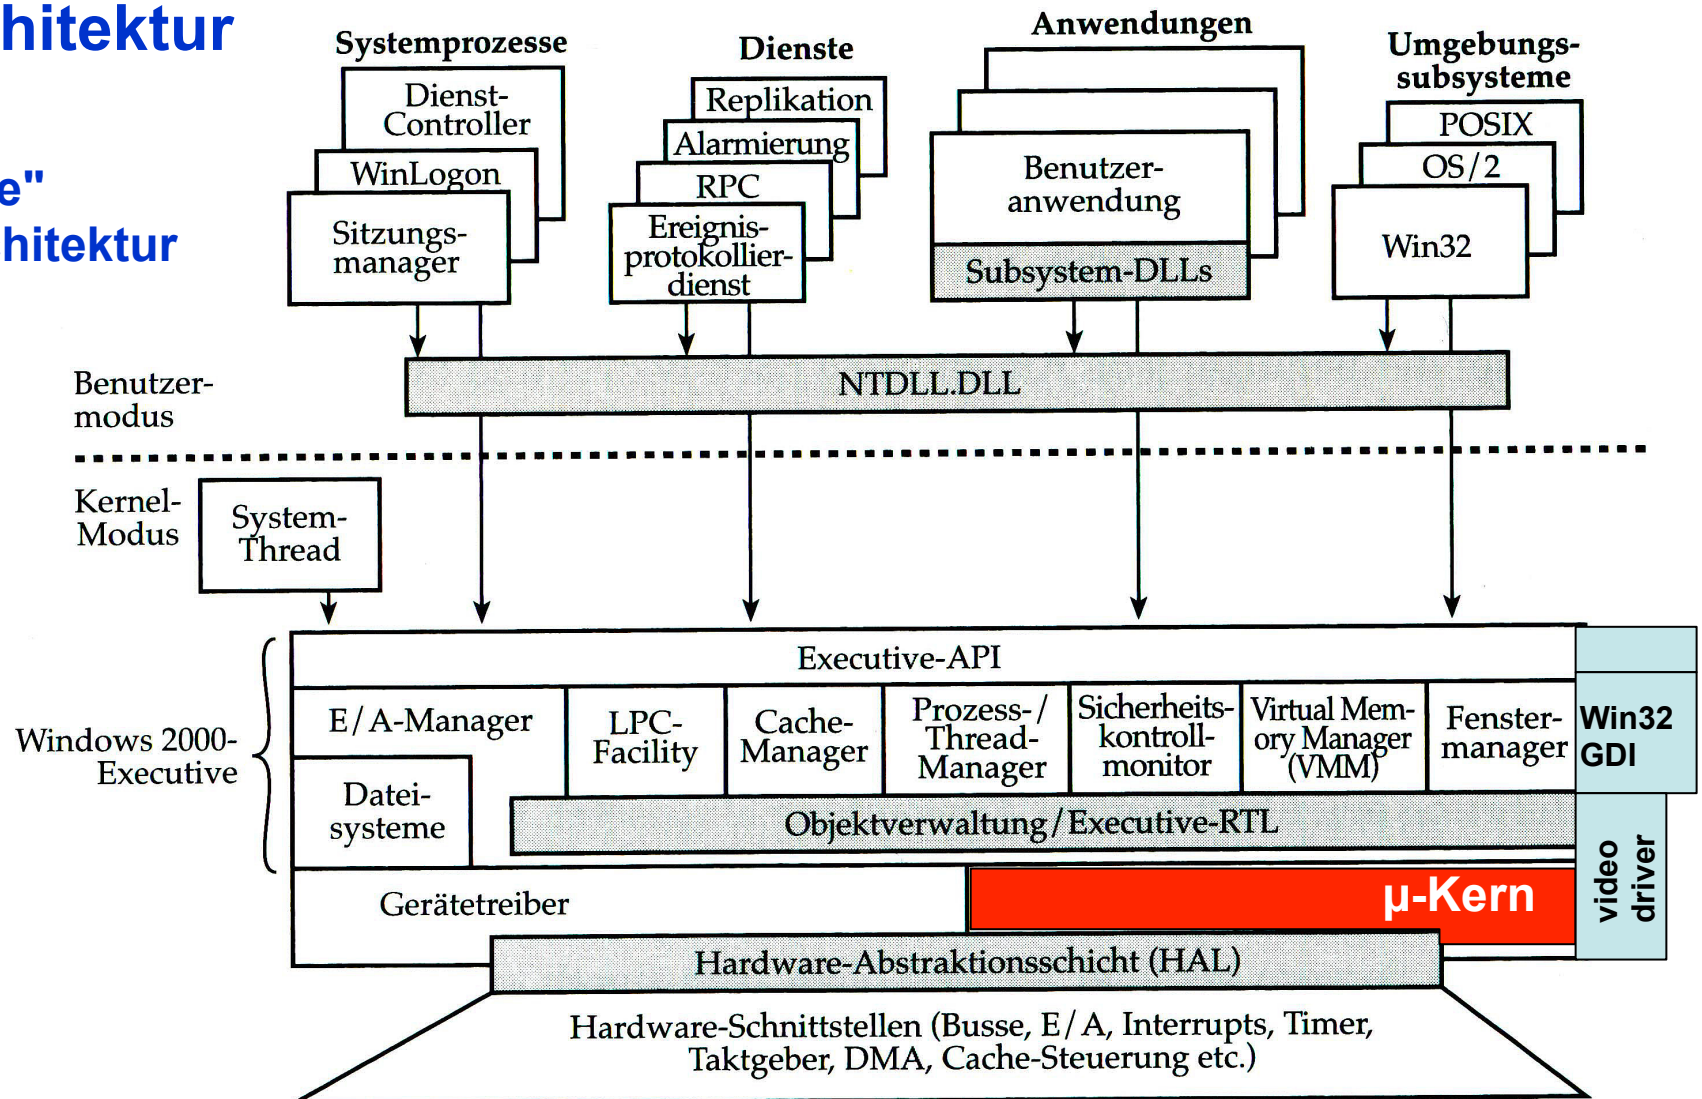 hitektur
e"
hitektur
Systemprozesse
Dienst-
Controller
WinLogon
Sitzungs-
manager
Dienste
Replikation
Alarmierung
RPC
Ereignis-
protokollier-
dienst
Anwendungen
Benutzer-
anwendung
Subsystem-DLLs
Umgebungs-
subsysteme
POSIX
OS/2
Win32
NTDLL.DLL
Benutzer-
modus
Kernel-
Modus
System-
Thread
Windows 2000-
Executive
Executive-API
E/A-Manager
Datei-
systeme
LPC-
Facility
Cache-
Manager
Prozess-/
Thread-
Manager
Sicherheits-
kontroll-
monitor
Virtual Mem-
ory Manager
(VMM)
Fenster-
manager
Win32
GDI
Objektverwaltung/Executive-RTL
Gerätetreiber
µ-Kern
video
driver
Hardware-Abstraktionsschicht (HAL)
Hardware-Schnittstellen (Busse, E/A, Interrupts, Timer,
Taktgeber, DMA, Cache-Steuerung etc.)